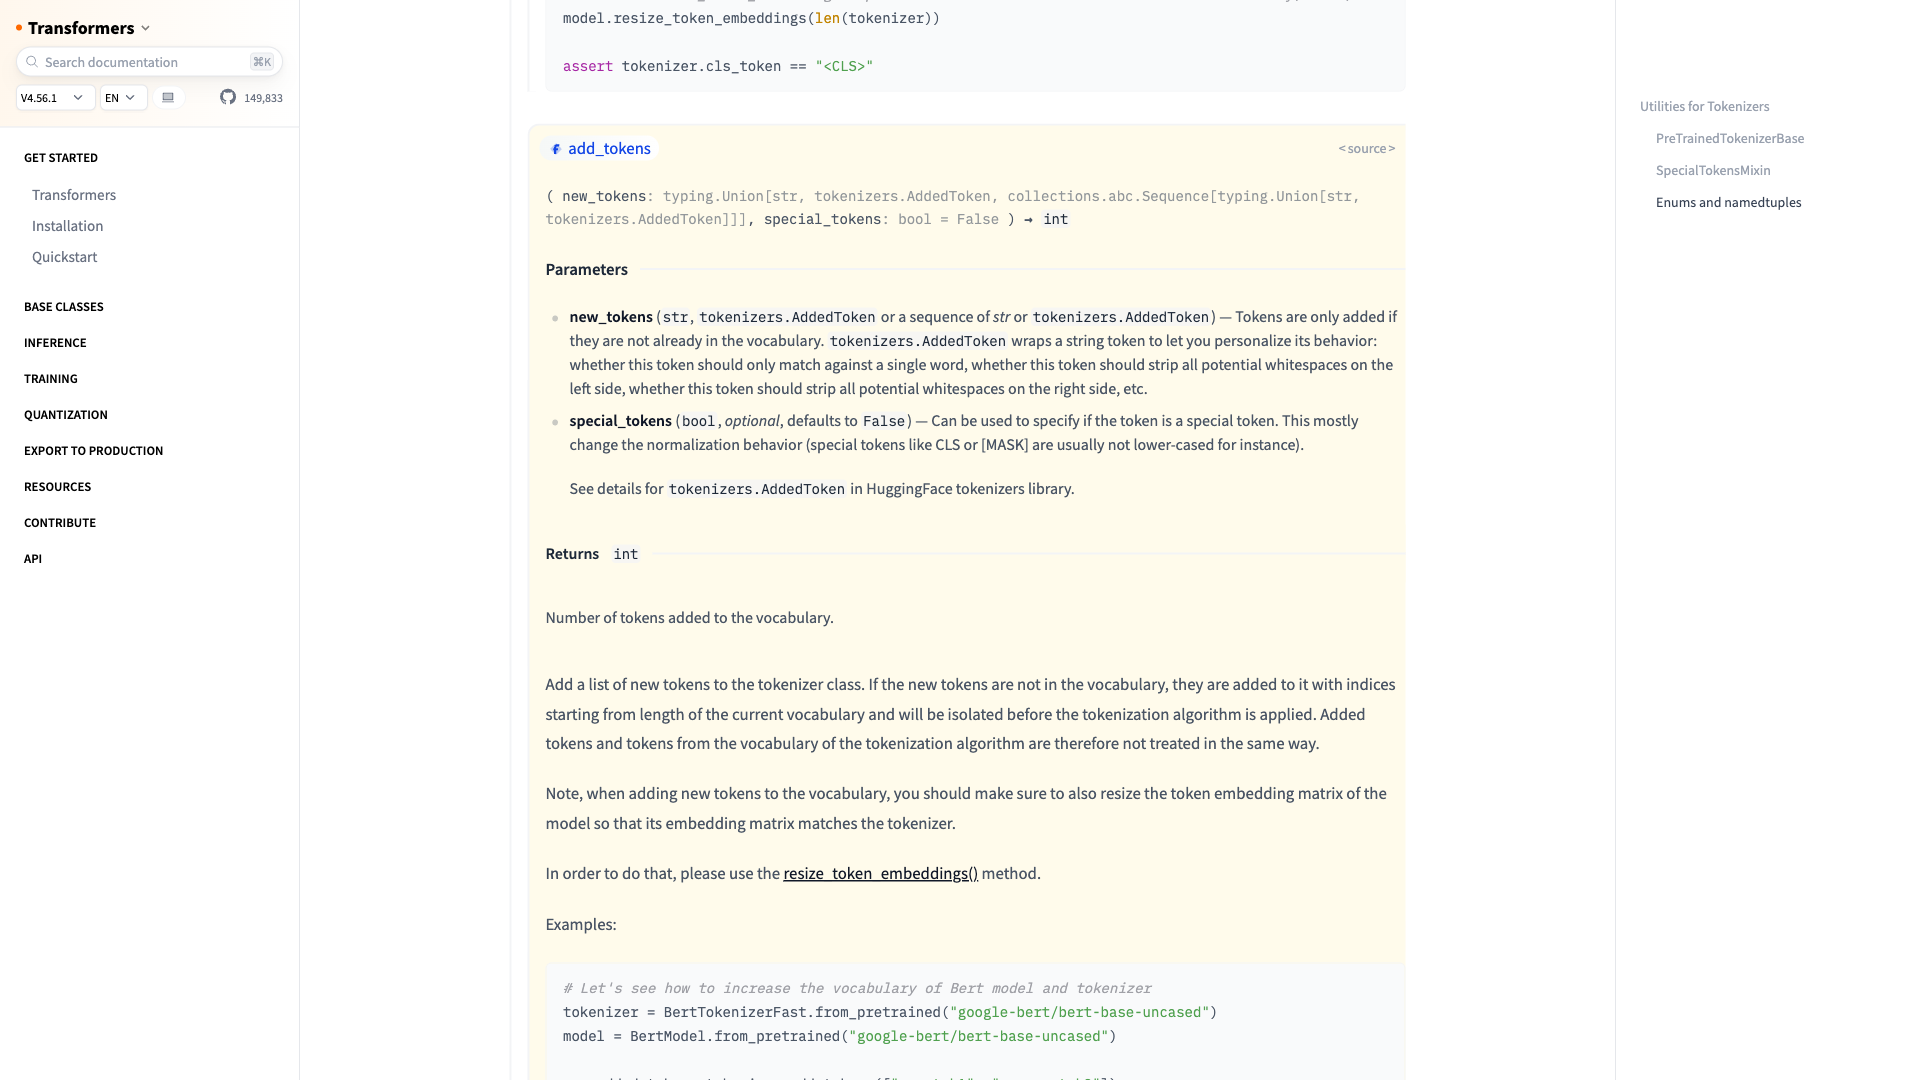 Transformers
Search documentation
⌘K
V4.56.1
EN
149,833
GET STARTED
Transformers
Installation
Quickstart
BASE CLASSES
INFERENCE
TRAINING
QUANTIZATION
EXPORT TO PRODUCTION
RESOURCES
CONTRIBUTE
API
model.resize_token_embeddings(len(tokenizer))
assert tokenizer.cls_token == "<CLS>"
add_tokens
<source>
( new_tokens: typing.Union[str, tokenizers.AddedToken, collections.abc.Sequence[typing.Union[str,
tokenizers.AddedToken]]], special_tokens: bool = False ) → int
Parameters
new_tokens (str, tokenizers.AddedToken or a sequence of str or tokenizers.AddedToken) — Tokens are only added if
they are not already in the vocabulary. tokenizers.AddedToken wraps a string token to let you personalize its behavior:
whether this token should only match against a single word, whether this token should strip all potential whitespaces on the
left side, whether this token should strip all potential whitespaces on the right side, etc.
special_tokens (bool, optional, defaults to False) — Can be used to specify if the token is a special token. This mostly
change the normalization behavior (special tokens like CLS or [MASK] are usually not lower-cased for instance).
See details for tokenizers.AddedToken in HuggingFace tokenizers library.
Returns int
Number of tokens added to the vocabulary.
Add a list of new tokens to the tokenizer class. If the new tokens are not in the vocabulary, they are added to it with indices
starting from length of the current vocabulary and will be isolated before the tokenization algorithm is applied. Added
tokens and tokens from the vocabulary of the tokenization algorithm are therefore not treated in the same way.
Note, when adding new tokens to the vocabulary, you should make sure to also resize the token embedding matrix of the
model so that its embedding matrix matches the tokenizer.
In order to do that, please use the resize_token_embeddings() method.
Examples:
# Let's see how to increase the vocabulary of Bert model and tokenizer
tokenizer = BertTokenizerFast.from_pretrained("google-bert/bert-base-uncased")
model = BertModel.from_pretrained("google-bert/bert-base-uncased")
Utilities for Tokenizers
PreTrainedTokenizerBase
SpecialTokensMixin
Enums and namedtuples